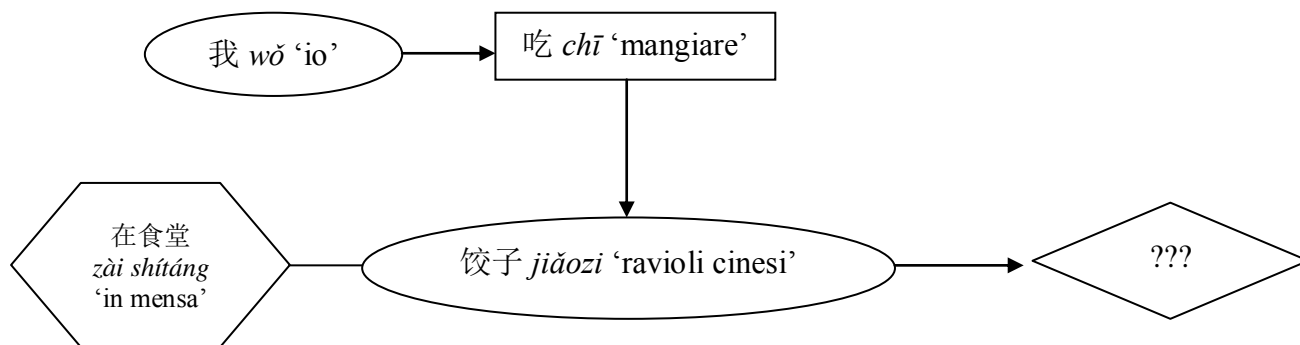 我 wǒ ‘io’
吃 chī ‘mangiare’
在食堂
zài shítáng
‘in mensa’
饺子 jiǎozi ‘ravioli cinesi’
???